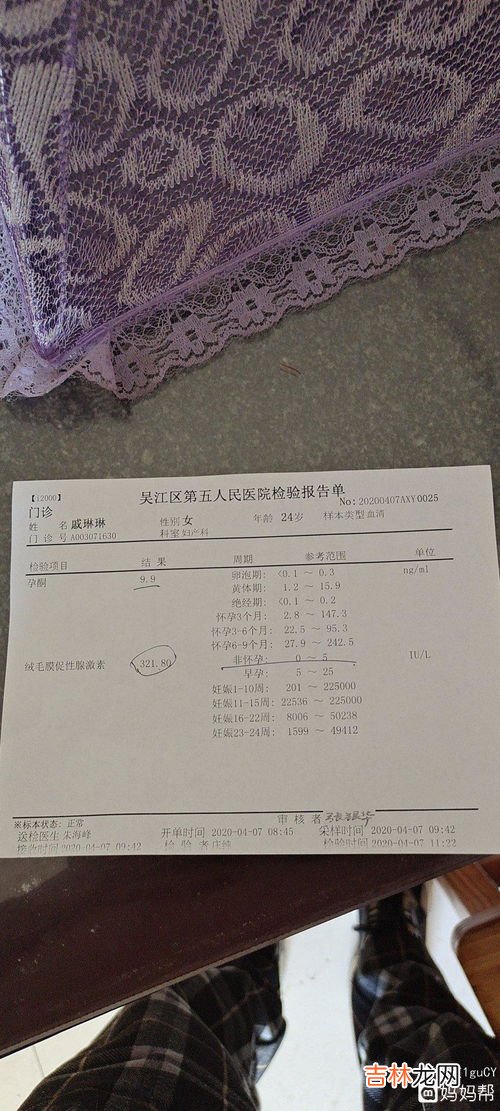 【i2000】
吴江区第五人民医院检验报告单
门诊 No: 20200407AXY0025
姓 名 戚琳琳 性别 女 年龄 24岁 样本类型 血清
门 诊 号 A003071630 科室 妇产科
检验项目 结 果 周期 参考范围 单位
孕酮 9.9 卵泡期: <0.1 ~ 0.3 ng/ml
黄体期: 1.2 ~ 15.9
绝经期: <0.1 ~ 0.2
怀孕3个月: 2.8 ~ 147.3
怀孕3-6个月: 22.5 ~ 95.3
怀孕6-9个月: 27.9 ~ 242.5
绒毛膜促性腺激素 321.80 非怀孕: 0 ~ 5 IU/L
早孕: 5 ~ 25
妊娠1-10周: 201 ~ 225000
妊娠11-15周: 22536 ~ 225000
妊娠16-22周: 8006 ~ 50238
妊娠23-24周: 1599 ~ 49412
※标本状态: 正常 审 核 者
送检医生 朱海峰 开单时间 2020-04-07 08:45 采样时间 2020-04-07 09:42
接收时间 2020-04-07 09:42 检 验 者 检验时间 2020-04-07 11:22
1guCY
妈妈帮
吉林龙网